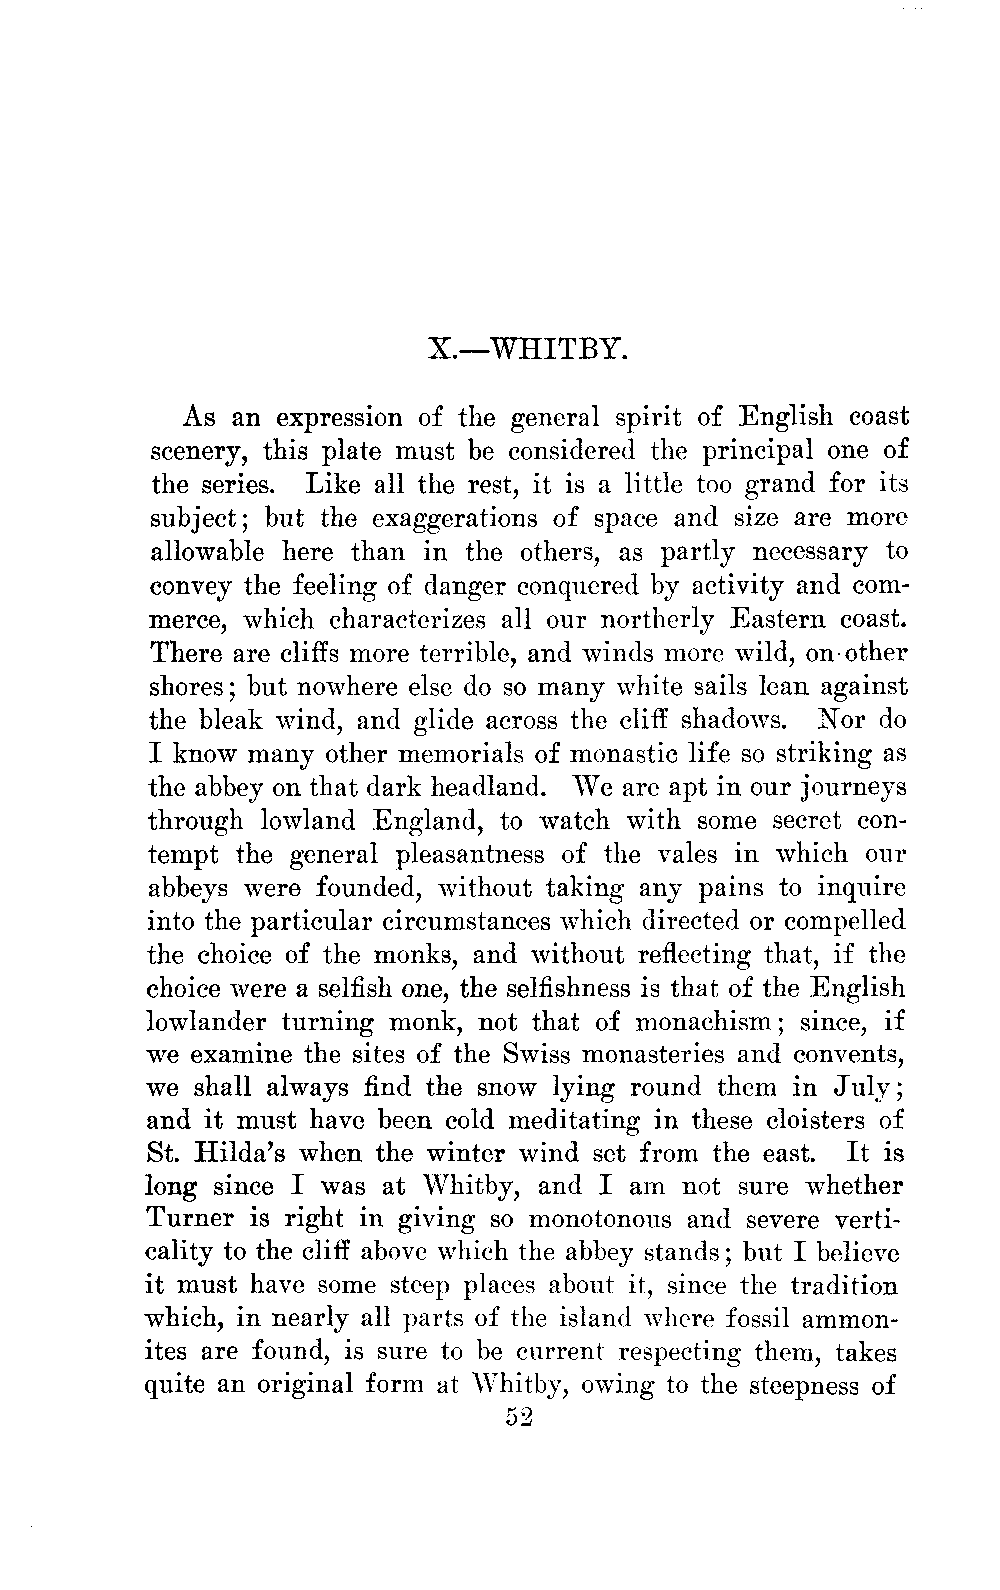 X.—WHITBY.
As an expression of the general spirit of English coast
scenery, this plate must be considered the principal one of
the series. Like all the rest, it is a little too grand for its
subject; but the exaggerations of space and size are more
allowable here than in the others, as partly necessary to
convey the feeling of danger conquered by activity and com-
merce, which characterizes all our northerly Eastern coast.
There are cliffs more terrible, and winds more wild, on other
shores; but nowhere else do so many white sails lean against
the bleak wind, and glide across the cliff shadows. Nor do
I know many other memorials of monastic life so striking as
the abbey on that dark headland. We are apt in our journeys
through lowland England, to watch with some secret con-
tempt the general pleasantness of the vales in which our
abbeys were founded, without taking any pains to inquire
into the particular circumstances which directed or compelled
the choice of the monks, and without reflecting that, if the
choice were a selfish one, the selfishness is that of the English
lowlander turning monk, not that of monachism; since, if
we examine the sites of the Swiss monasteries and convents,
we shall always find the snow lying round them in July;
and it must have been cold meditating in these cloisters of
St. Hilda's when the winter wind set from the east. It is
long since I was at Whitby, and I am not sure whether
Turner is right in giving so monotonous and severe verti-
cality to the cliff above which the abbey stands; but I believe
it must have some steep places about it, since the tradition
which, in nearly all parts of the island where fossil ammon-
ites are found, is sure to be current respecting them, takes
quite an original form at Whitby, owing to the steepness of
52